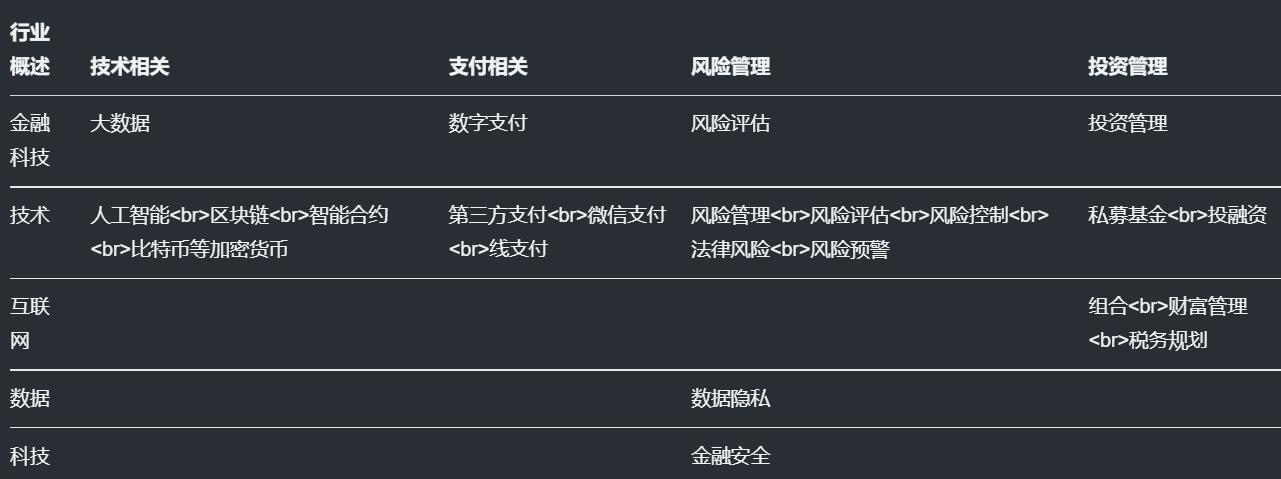 行业
概述 技术相关 支付相关 风险管理 投资管理
金融 大数据 数字支付 风险评估 投资管理
科技
技术 人工智能<br>区块链<br>智能合约 第三方支付<br>微信支付 风险管理<br>风险评估<br>风险控制<br> 私募基金<br>投融资
<br>比特币等加密货币 <br>线支付 法律风险<br>风险预警
互联 组合<br>财富管理
网 <br>税务规划
数据 数据隐私
科技 金融安全